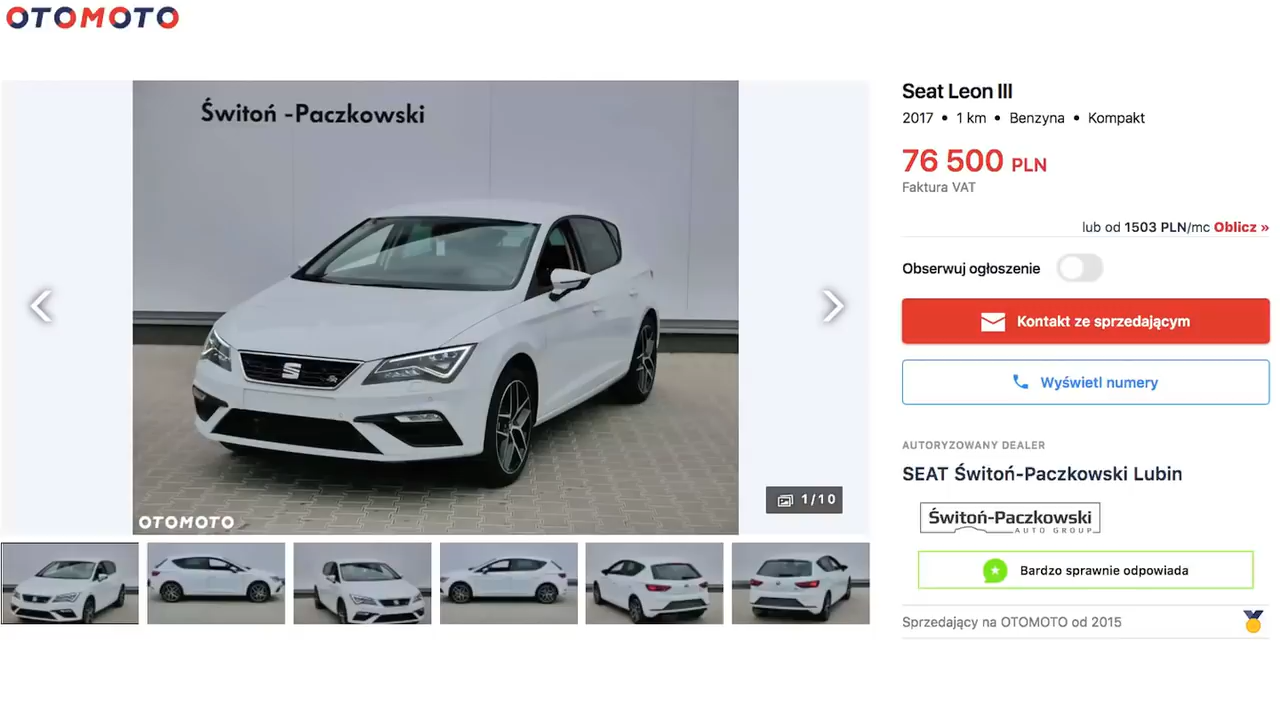 OTOMOTO
Świtoń -Paczkowski
OTOMOTO
1/10
Seat Leon III
2017 • 1 km • Benzyna • Kompakt
76 500 PLN
Faktura VAT
lub od 1503 PLN/mc Oblicz »
Obserwuj ogłoszenie
Kontakt ze sprzedającym
Wyświetl numery
AUTORYZOWANY DEALER
SEAT Świtoń-Paczkowski Lubin
Świtoń-Paczkowski
AUTO GROUP
Bardzo sprawnie odpowiada
Sprzedający na OTOMOTO od 2015